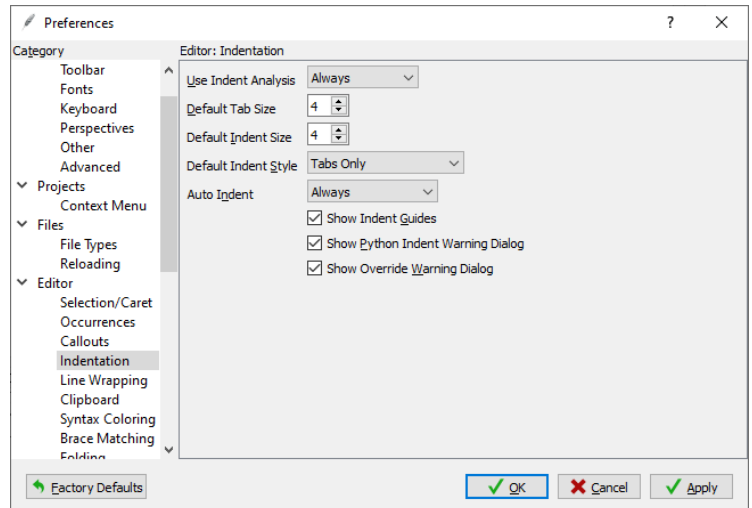 Preferences
Category
Toolbar
Fonts
Keyboard
Perspectives
Other
Advanced
Projects
Context Menu
Files
File Types
Reloading
Editor
Selection/Caret
Occurrences
Callouts
Indentation
Line Wrapping
Clipboard
Syntax Coloring
Brace Matching
Folding
Editor: Indentation
Use Indent Analysis Always
Default Tab Size 4
Default Indent Size 4
Default Indent Style Tabs Only
Auto Indent Always
Show Indent Guides
Show Python Indent Warning Dialog
Show Override Warning Dialog
Factory Defaults OK Cancel Apply